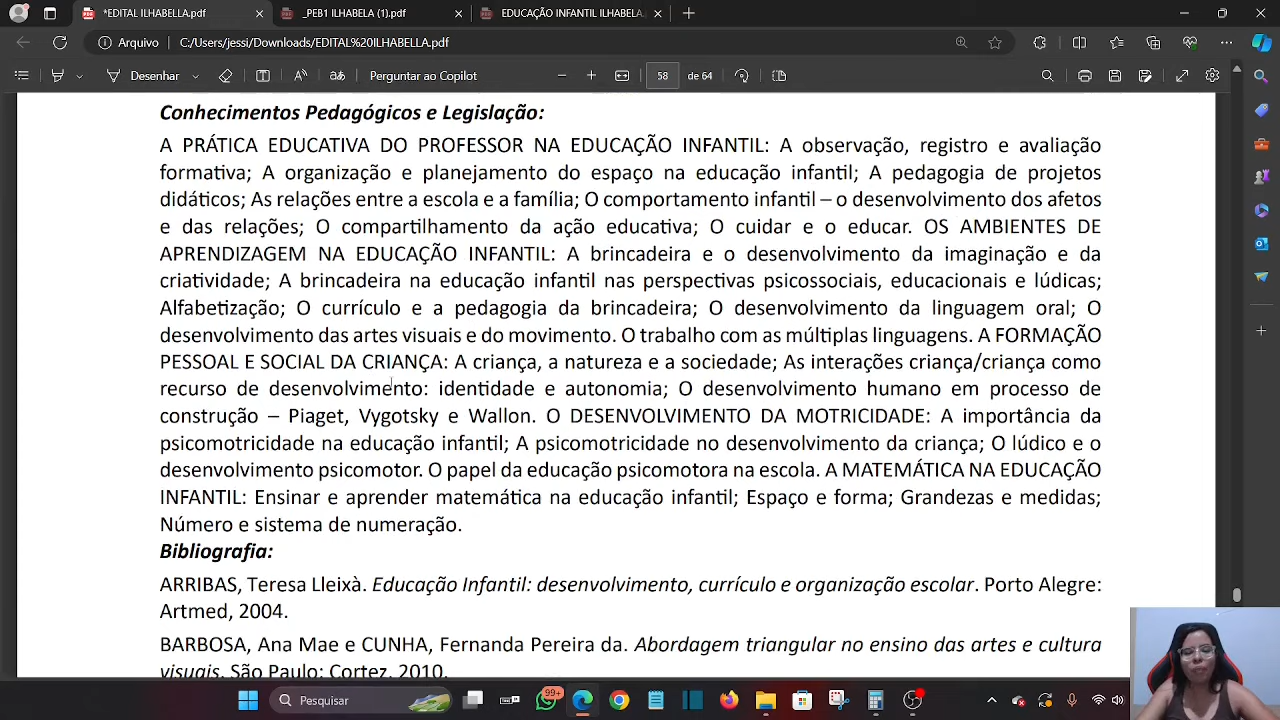 *EDITAL ILHABELLA.pdf
_PEB1 ILHABELA (1).pdf
EDUCAÇÃO INFANTIL ILHABELA.
Arquivo
C:/Users/jessi/Downloads/EDITAL%20ILHABELLA.pdf
Desenhar
Perguntar ao Copilot
58
de 64
Conhecimentos Pedagógicos e Legislação:
A PRÁTICA EDUCATIVA DO PROFESSOR NA EDUCAÇÃO INFANTIL: A observação, registro e avaliação
formativa; A organização e planejamento do espaço na educação infantil; A pedagogia de projetos
didáticos; As relações entre a escola e a família; O comportamento infantil – o desenvolvimento dos afetos
e das relações; O compartilhamento da ação educativa; O cuidar e o educar. OS AMBIENTES DE
APRENDIZAGEM NA EDUCAÇÃO INFANTIL: A brincadeira e o desenvolvimento da imaginação e da
criatividade; A brincadeira na educação infantil nas perspectivas psicossociais, educacionais e lúdicas;
Alfabetização; O currículo e a pedagogia da brincadeira; O desenvolvimento da linguagem oral; O
desenvolvimento das artes visuais e do movimento. O trabalho com as múltiplas linguagens. A FORMAÇÃO
PESSOAL E SOCIAL DA CRIANÇA: A criança, a natureza e a sociedade; As interações criança/criança como
recurso de desenvolvimento: identidade e autonomia; O desenvolvimento humano em processo de
construção – Piaget, Vygotsky e Wallon. O DESENVOLVIMENTO DA MOTRICIDADE: A importância da
psicomotricidade na educação infantil; A psicomotricidade no desenvolvimento da criança; O lúdico e o
desenvolvimento psicomotor. O papel da educação psicomotora na escola. A MATEMÁTICA NA EDUCAÇÃO
INFANTIL: Ensinar e aprender matemática na educação infantil; Espaço e forma; Grandezas e medidas;
Número e sistema de numeração.
Bibliografia:
ARRIBAS, Teresa Lleixà. Educação Infantil: desenvolvimento, currículo e organização escolar. Porto Alegre:
Artmed, 2004.
BARBOSA, Ana Mae e CUNHA, Fernanda Pereira da. Abordagem triangular no ensino das artes e cultura
visuais. São Paulo: Cortez, 2010.
Pesquisar
99+